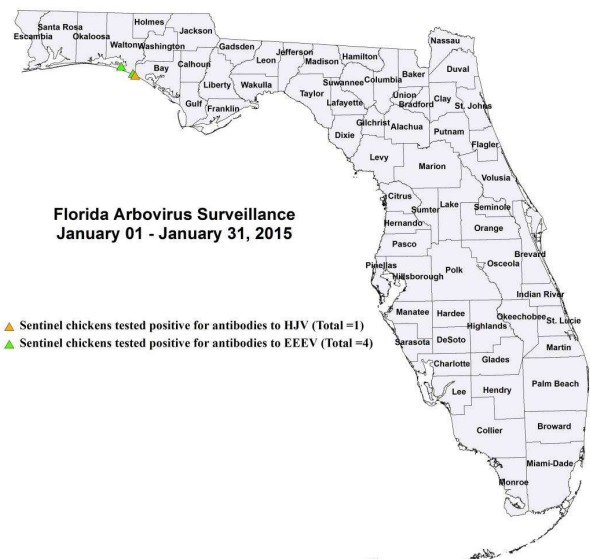 Holmes
Jackson
Santa Rosa
Escambia
Okaloosa
Walton
Washington
Bay
Calhoun
Gadsden
Leon
Jefferson
Madison
Hamilton
Nassau
Liberty
Wakulla
Taylor
Suwannee
Columbia
Baker
Duval
Gulf
Franklin
Lafayette
Union
Bradford
Clay
St. Johns
Dixie
Gilchrist
Alachua
Putnam
Flagler
Levy
Marion
Volusia
Citrus
Sumter
Lake
Seminole
Hernando
Orange
Pasco
Brevard
Pinellas
Hillsborough
Polk
Osceola
Indian River
Manatee
Hardee
Highlands
Okeechobee
St. Lucie
Sarasota
DeSoto
Martin
Charlotte
Glades
Lee
Hendry
Palm Beach
Collier
Broward
Miami-Dade
Monroe
Florida Arbovirus Surveillance
January 01 - January 31, 2015
Sentinel chickens tested positive for antibodies to HJV (Total =1)
Sentinel chickens tested positive for antibodies to EEEV (Total =4)